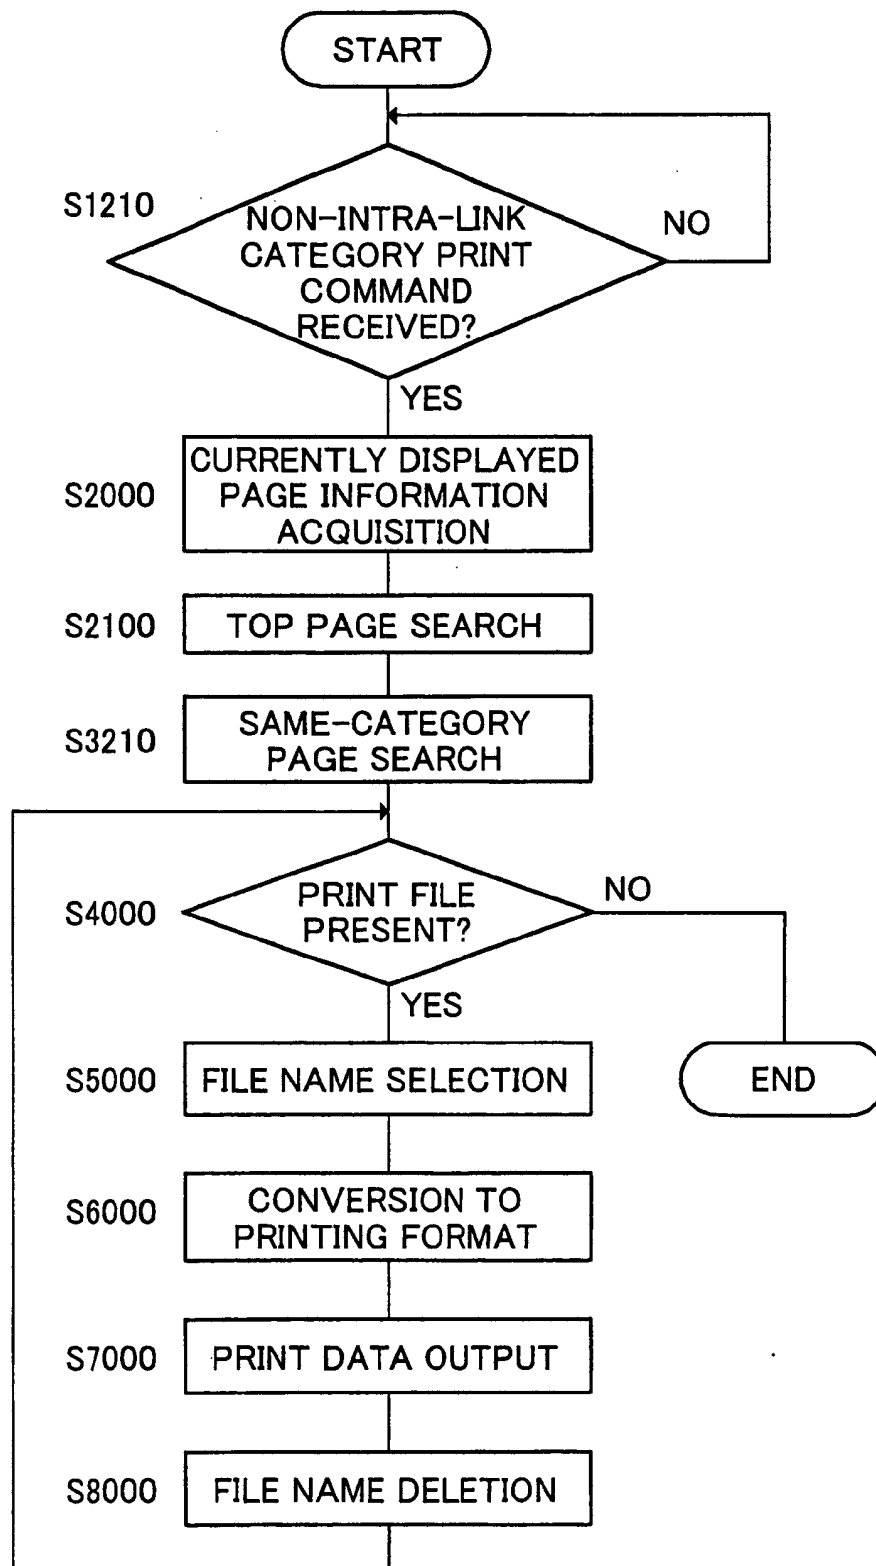 START
S1210
NON-INTRA-LINK
CATEGORY PRINT
COMMAND
RECEIVED?
NO
YES
S2000
CURRENTLY DISPLAYED
PAGE INFORMATION
ACQUISITION
S2100
TOP PAGE SEARCH
S3210
SAME-CATEGORY
PAGE SEARCH
S4000
PRINT FILE
PRESENT?
NO
YES
S5000
FILE NAME SELECTION
END
S6000
CONVERSION TO
PRINTING FORMAT
S7000
PRINT DATA OUTPUT
S8000
FILE NAME DELETION